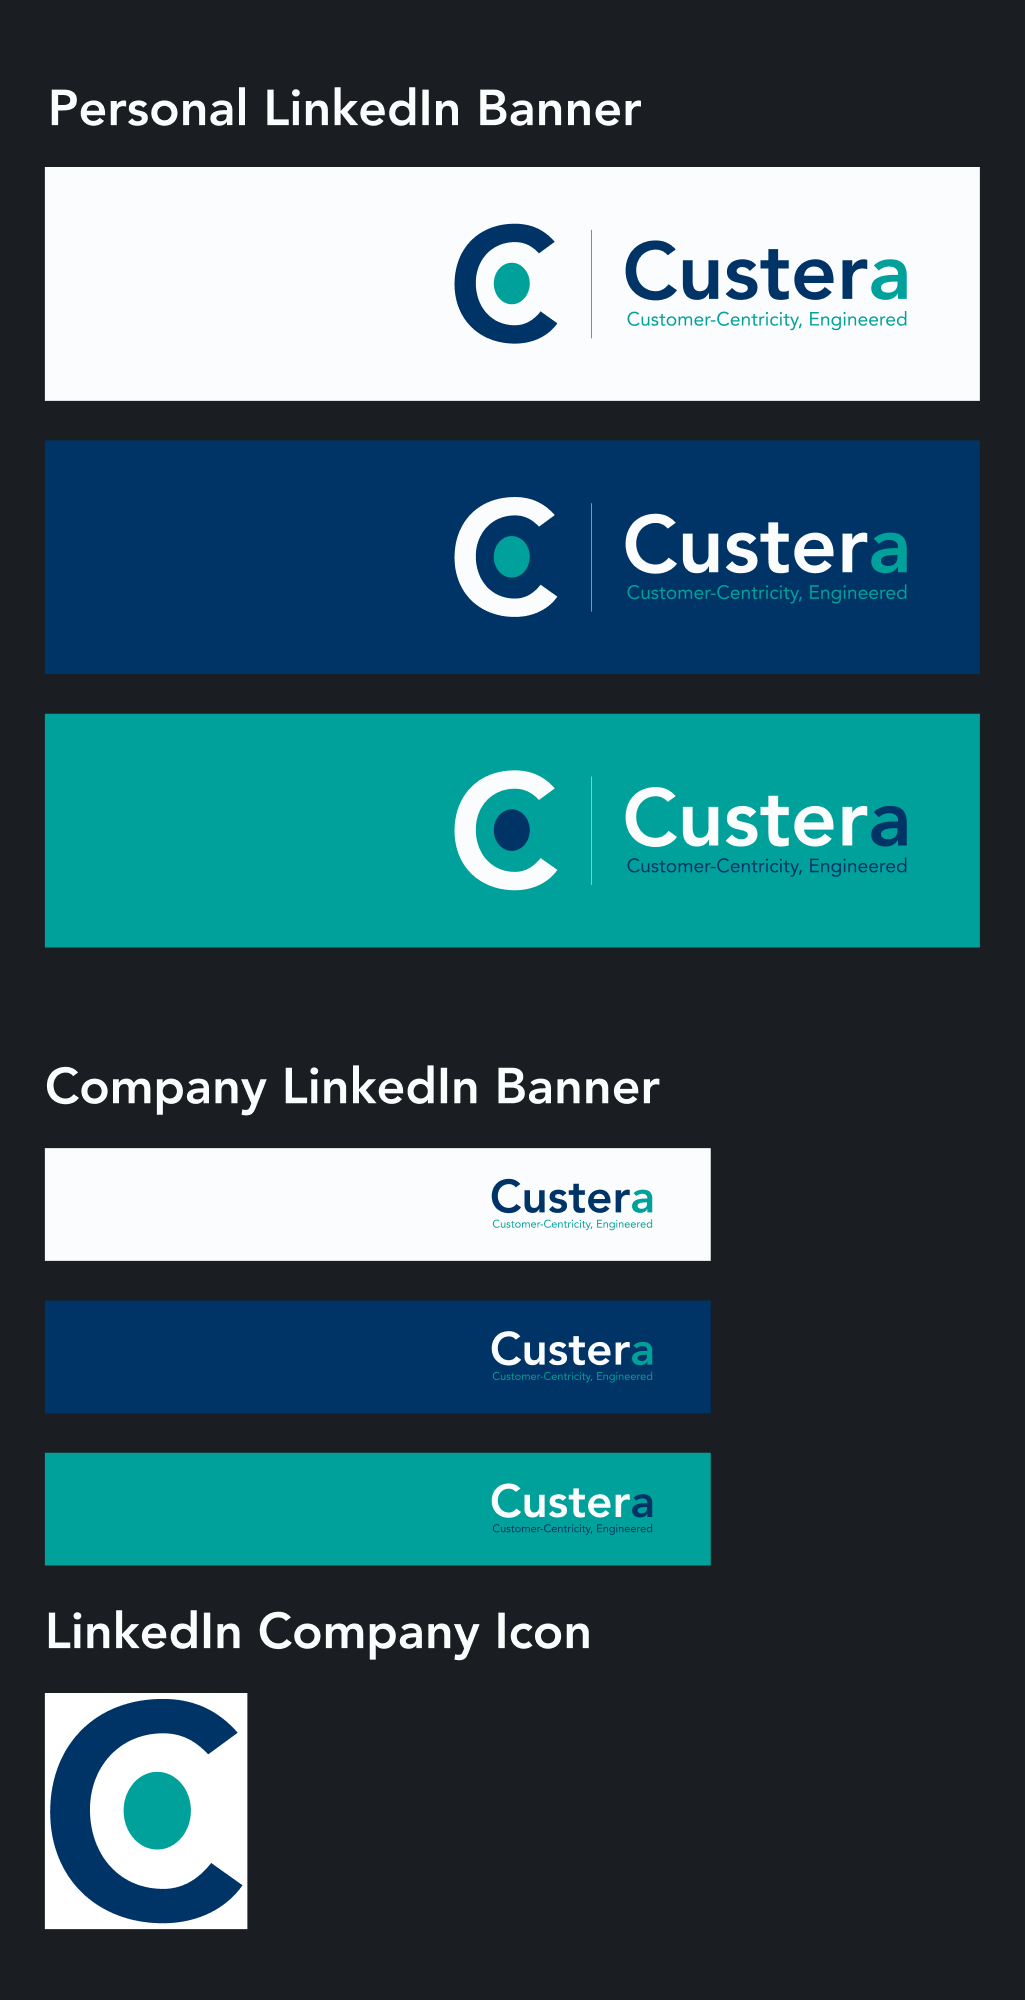 Personal LinkedIn Banner
Custera
Customer-Centricity, Engineered
Custera
Customer-Centricity, Engineered
Custera
Customer-Centricity, Engineered
Company LinkedIn Banner
Custera
Customer-Centricity, Engineered
Custera
Customer-Centricity, Engineered
Custera
Customer-Centricity, Engineered
LinkedIn Company Icon